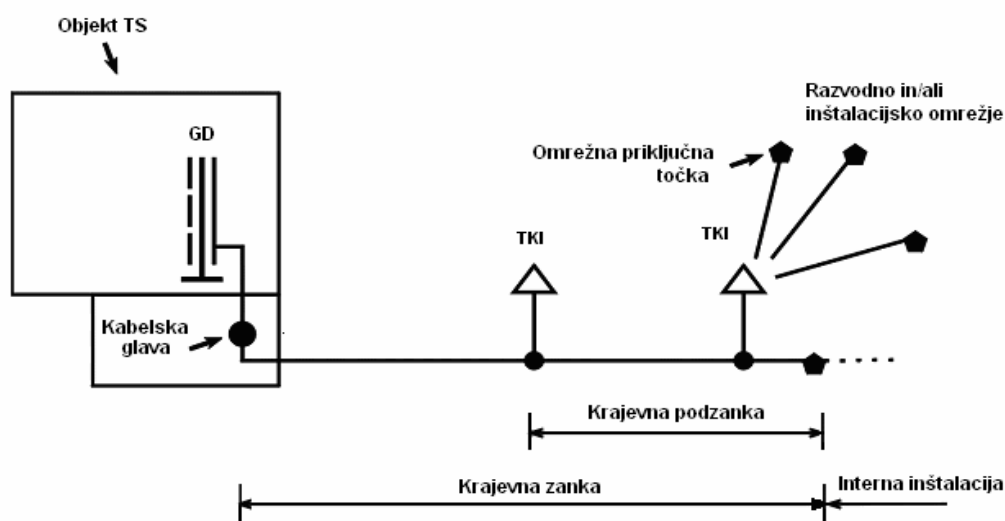 Objekt TS
GD
Kabelska
glava
Omrežna priključna
točka
Razvodno in/ali
inštalacijsko omrežje
TKI
TKI
Krajevna podzanka
Krajevna zanka
Interna inštalacija